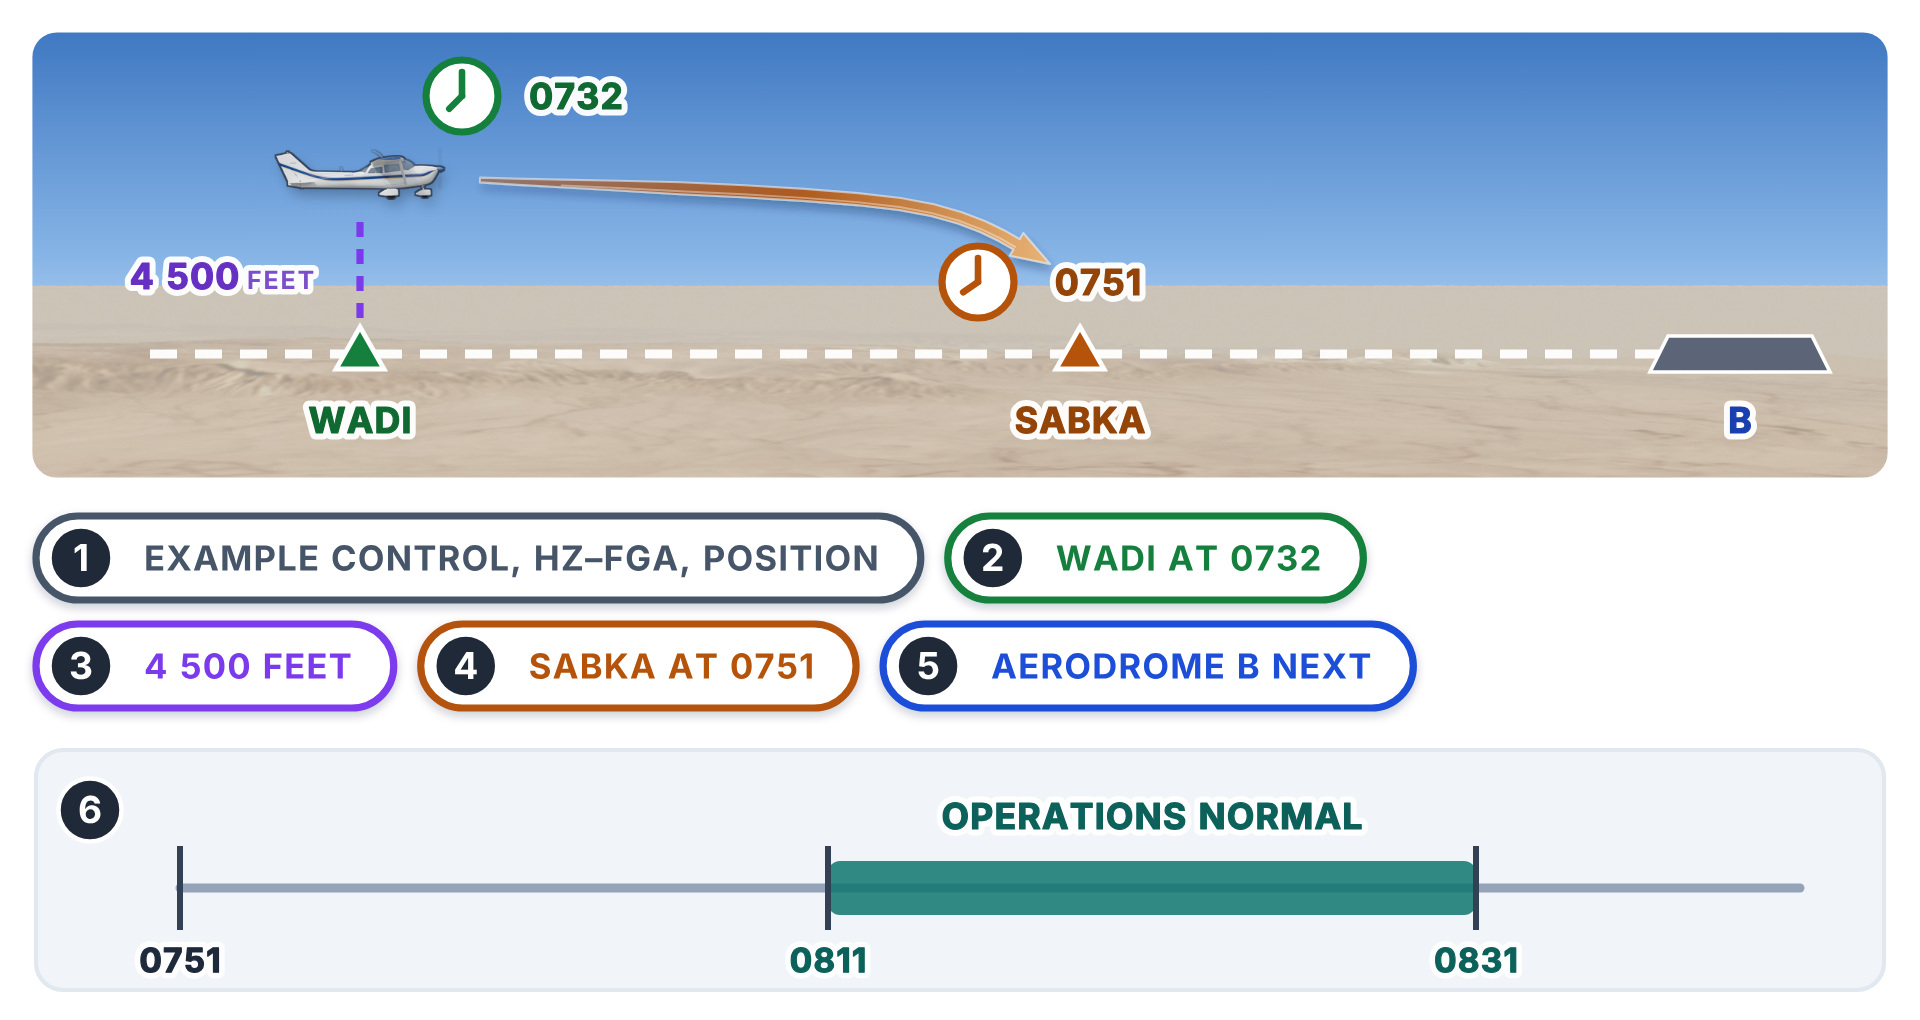 0732
4 500 FEET
0751
WADI
SABKA
B
1 EXAMPLE CONTROL, HZ–FGA, POSITION
2 WADI AT 0732
3 4 500 FEET
4 SABKA AT 0751
5 AERODROME B NEXT
6
OPERATIONS NORMAL
0751
0811
0831